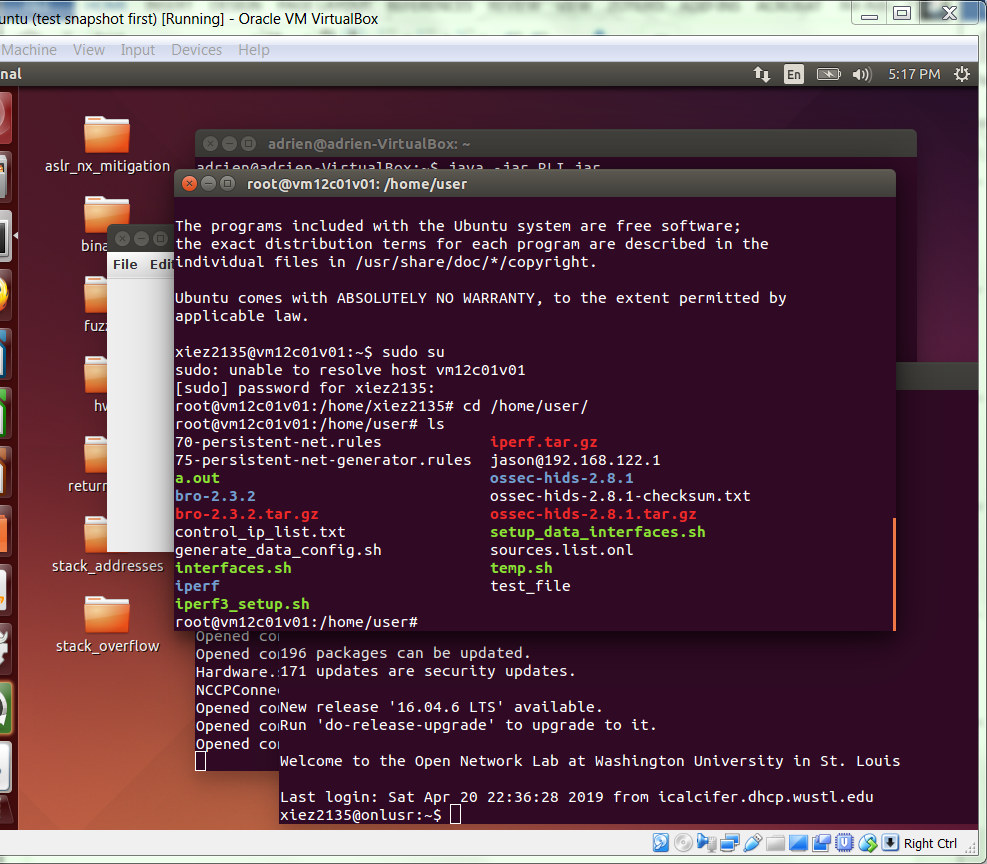 untu (test snapshot first) [Running] - Oracle VM VirtualBox
Machine View Input Devices Help
nal En 5:17 PM
aslr_nx_mitigation
adrien@adrien-VirtualBox: ~
adrien@adrien-VirtualBox:~$ java -jar RLI.jar
root@vm12c01v01: /home/user
The programs included with the Ubuntu system are free software;
the exact distribution terms for each program are described in the
individual files in /usr/share/doc/*/copyright.
Ubuntu comes with ABSOLUTELY NO WARRANTY, to the extent permitted by
applicable law.
xiez2135@vm12c01v01:~$ sudo su
sudo: unable to resolve host vm12c01v01
[sudo] password for xiez2135:
root@vm12c01v01:/home/xiez2135# cd /home/user/
root@vm12c01v01:/home/user# ls
70-persistent-net.rules iperf.tar.gz
75-persistent-net-generator.rules jason@192.168.122.1
a.out ossec-hids-2.8.1
bro-2.3.2 ossec-hids-2.8.1-checksum.txt
bro-2.3.2.tar.gz ossec-hids-2.8.1.tar.gz
control_ip_list.txt setup_data_interfaces.sh
generate_data_config.sh sources.list.onl
interfaces.sh temp.sh
iperf test_file
iperf3_setup.sh
root@vm12c01v01:/home/user#
bina
File Edi
fuzz
hv
return
stack_addresses
stack_overflow
Opened con
Opened con
Hardware.
NCCPConne
Opened con
Opened con
Opened con
196 packages can be updated.
171 updates are security updates.
New release '16.04.6 LTS' available.
Run 'do-release-upgrade' to upgrade to it.
Welcome to the Open Network Lab at Washington University in St. Louis
Last login: Sat Apr 20 22:36:28 2019 from icalcifer.dhcp.wustl.edu
xiez2135@onlusr:~$
Right Ctrl